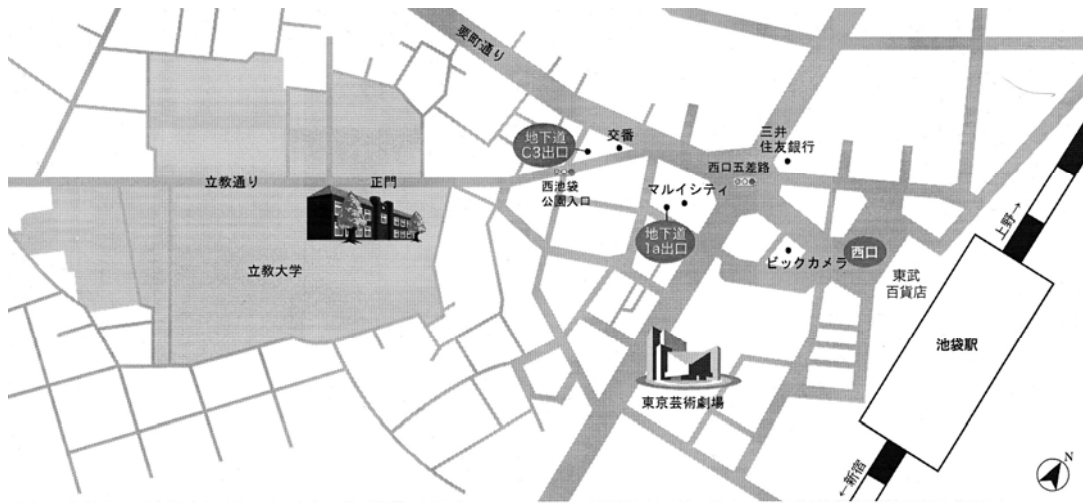 要町通り
地下道
C3出口
交番
三井
住友銀行
西口五差路
立教通り
正門
西池袋
公園入口
マルイシティ
地下道
1a出口
上野→
ビックカメラ
西口
東武
百貨店
立教大学
池袋駅
東京芸術劇場
←新宿
N